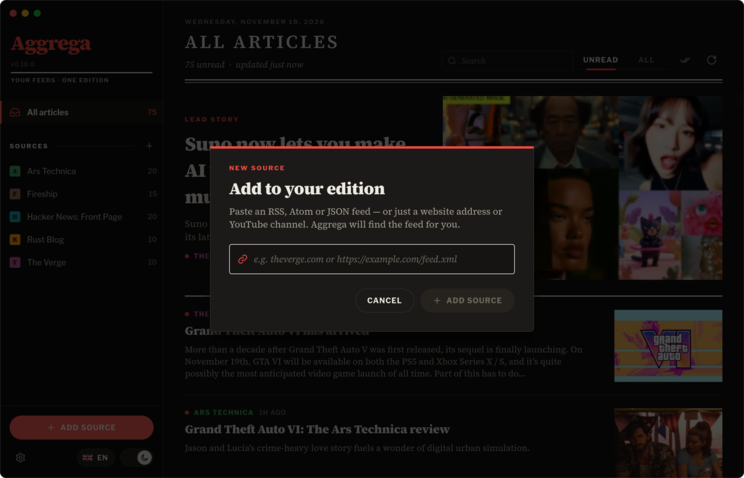 WEDNESDAY, NOVEMBER 18, 2026
Aggrega
v0.10.0
YOUR FEEDS · ONE EDITION
ALL ARTICLES
75 unread · updated just now
Search
UNREAD
ALL
All articles 75
SOURCES
Ars Technica 20
Fireship 15
Hacker News: Front Page 20
Rust Blog 10
The Verge 10
LEAD STORY
Suno now lets you make
AI
Suno
its lat
THE
NEW SOURCE
Add to your edition
Paste an RSS, Atom or JSON feed — or just a website address or
YouTube channel. Aggrega will find the feed for you.
e.g. theverge.com or https://example.com/feed.xml
CANCEL
+ ADD SOURCE
Grand Theft Auto VI has arrived
More than a decade after Grand Theft Auto V was first released, its sequel is finally launching. On
November 19th, GTA VI will be available on both the PS5 and Xbox Series X / S, and it's quite
possibly the most anticipated video game launch of all time. Part of this has to do...
grand
theft
auto
ARS TECHNICA 1H AGO
Grand Theft Auto VI: The Ars Technica review
Jason and Lucia's crime-heavy love story fuels a wonder of digital urban simulation.
+ ADD SOURCE
EN